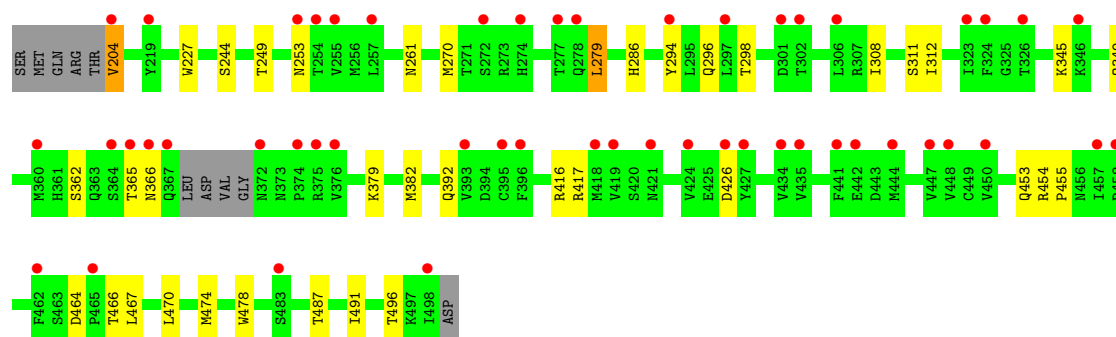 SER MET GLN ARG THR V204 Y219 W227 S244 T249 N253 T254 V255 M256 L257 N261 M270 T271 S272 R273 H274 T277 Q278 L279 H286 Y294 L295 Q296 L297 T298 D301 T302 L306 R307 I308 S311 I312 I323 F324 G325 T326 K345 K346
M360 H361 S362 Q363 S364 T365 N366 Q367 LEU ASP VAL GLY N372 N373 P374 R375 V376 K379 M382 Q392 V393 D394 C395 F396 R416 R417 M418 V419 S420 N421 V424 E425 D426 Y427 V434 V435 F441 E442 D443 M444 V447 V448 C449 V450 Q453 R454 P455 N456 I457
F462 S463 D464 P465 T466 L467 L470 M474 W478 S483 T487 I491 T496 K497 I498 ASP